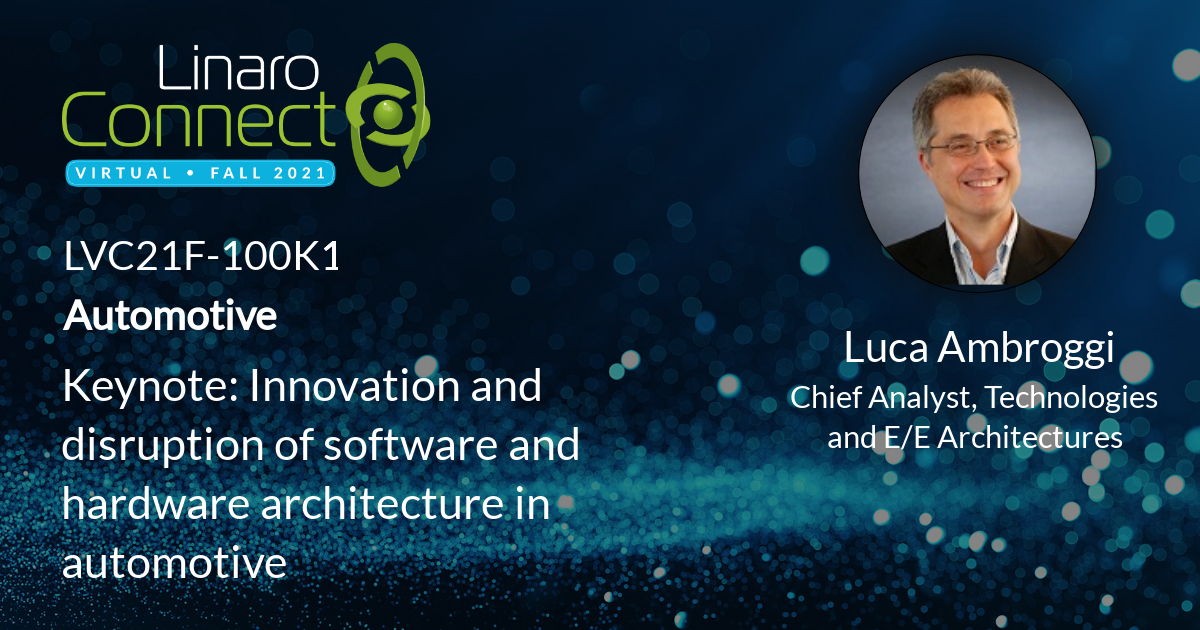 Linaro
Connect
VIRTUAL • FALL 2021
LVC21F-100K1
Automotive
Keynote: Innovation and
disruption of software and
hardware architecture in
automotive
Luca Ambroggi
Chief Analyst, Technologies
and E/E Architectures